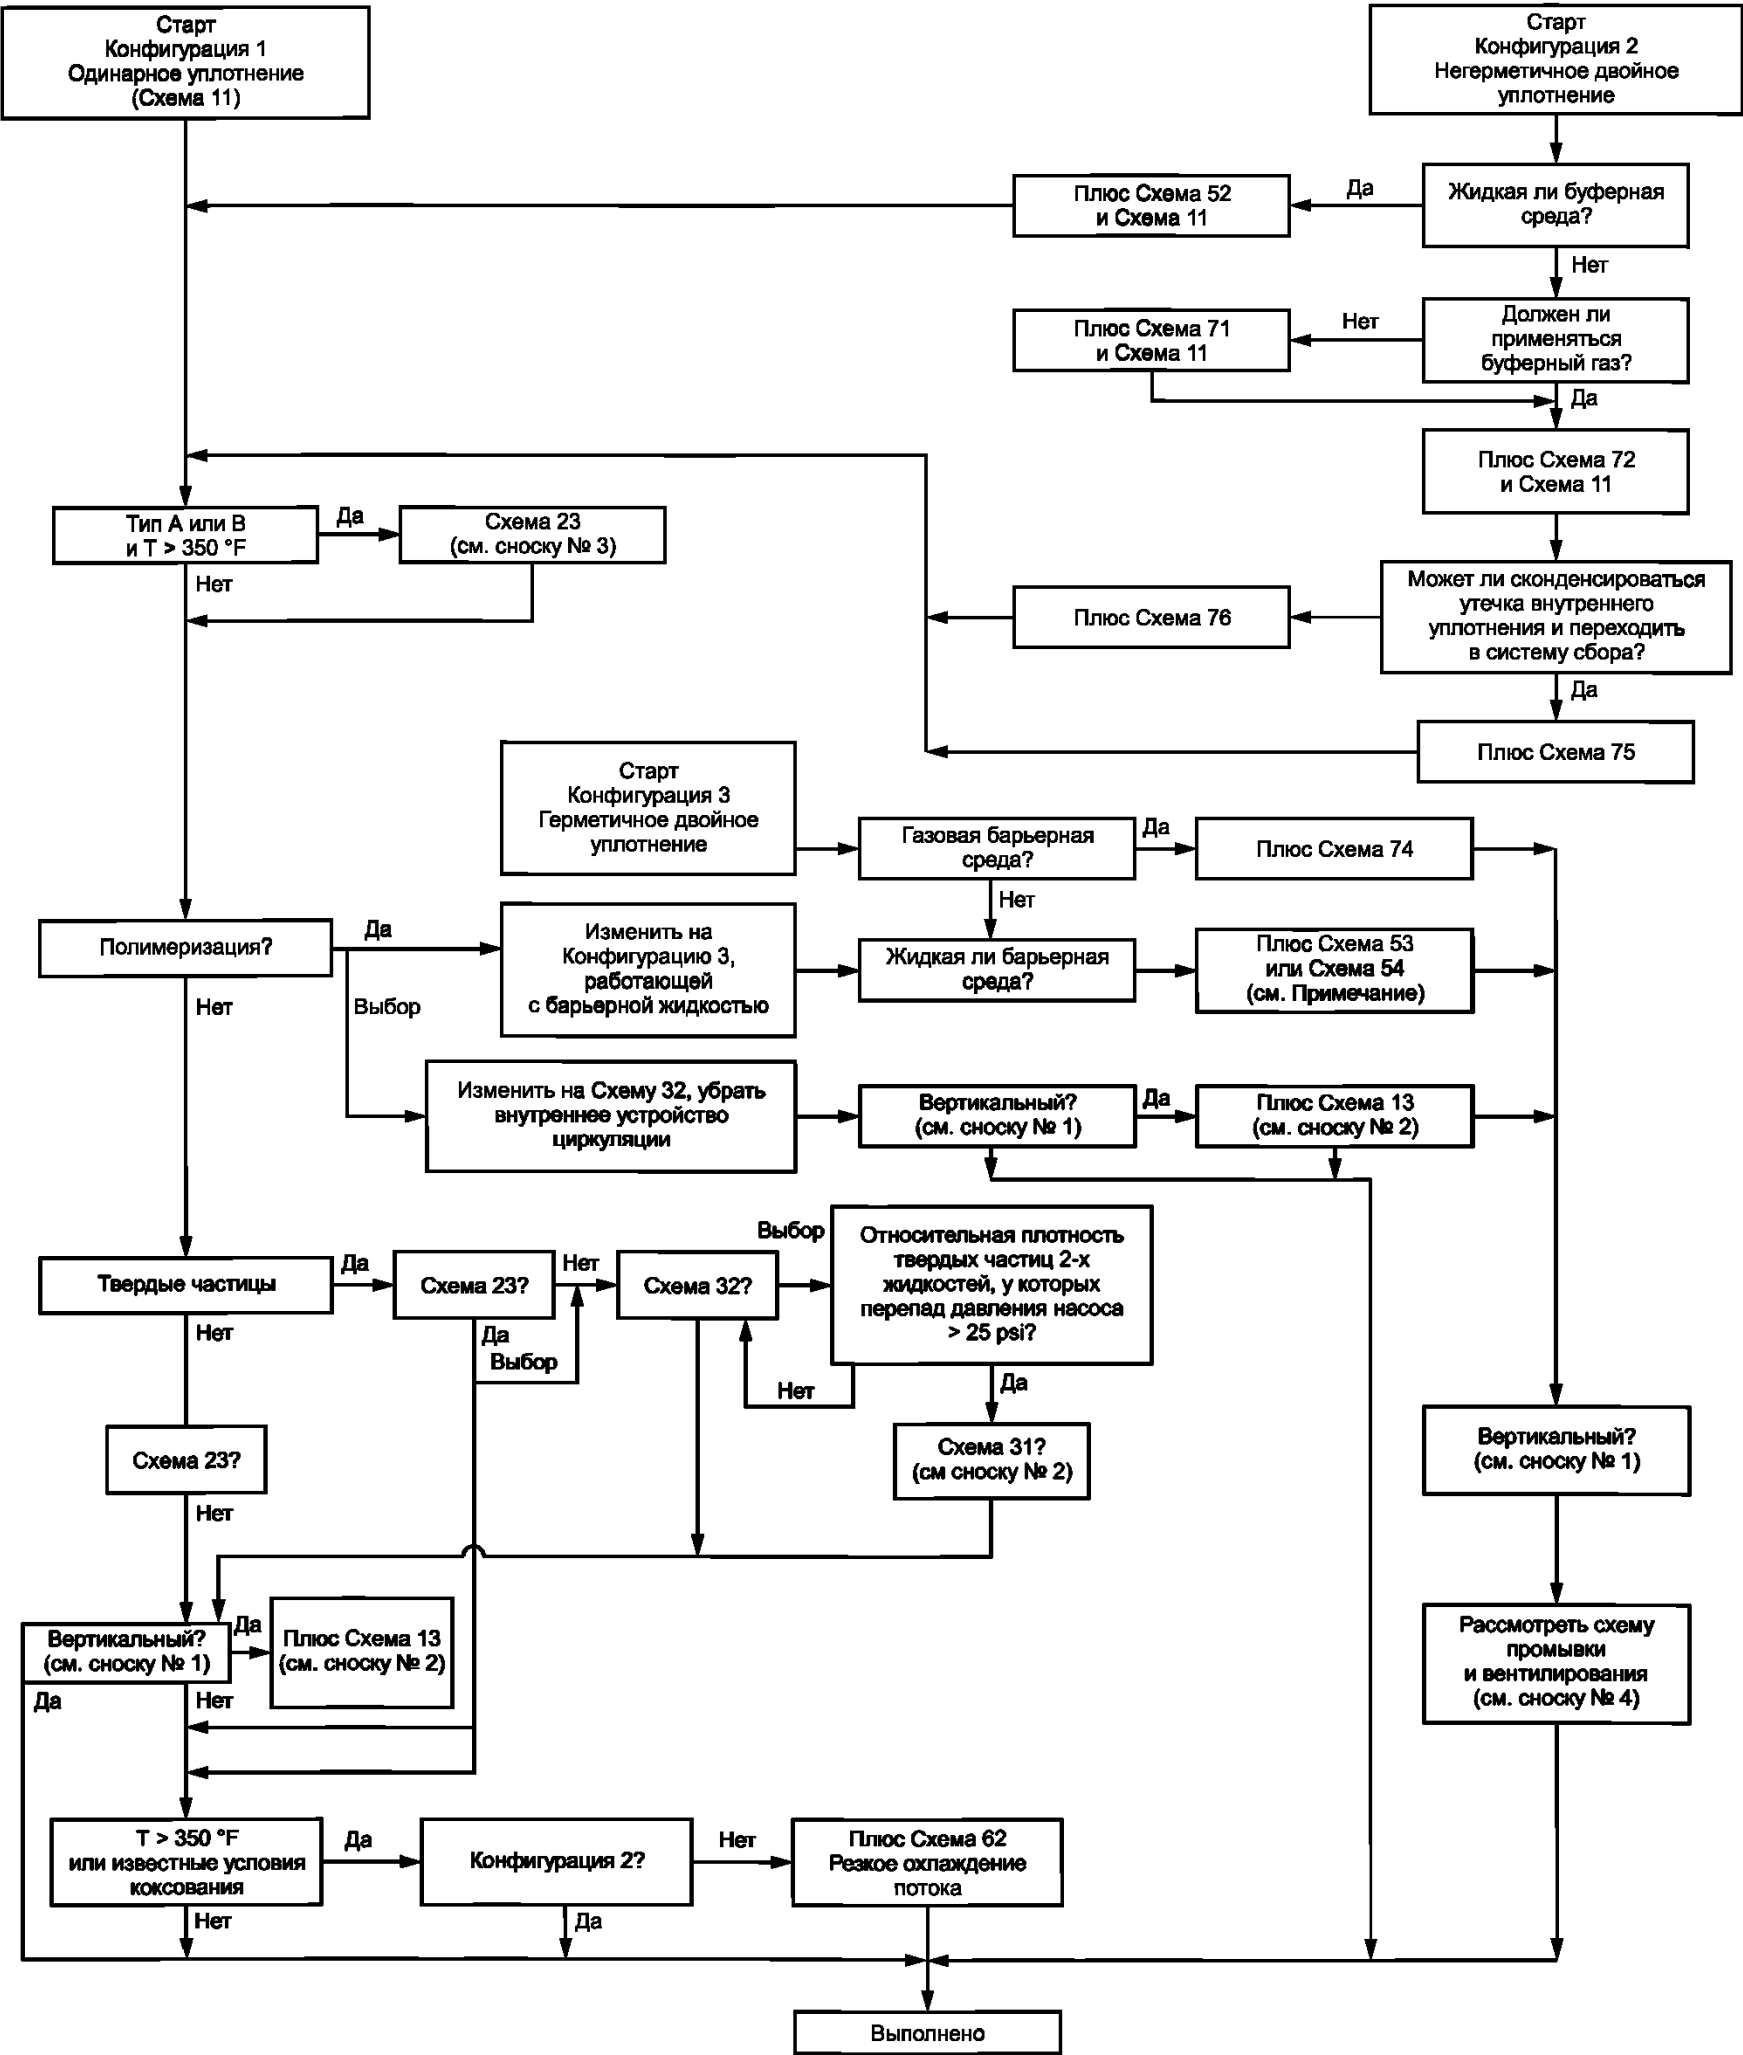 Старт
Конфигурация 1
Одинарное уплотнение
(Схема 11)
Старт
Конфигурация 2
Негерметичное двойное
уплотнение
Плюс Схема 52
и Схема 11
Да
Жидкая ли буферная
среда?
Нет
Плюс Схема 71
и Схема 11
Нет
Должен ли
применяться
буферный газ?
Да
Плюс Схема 72
и Схема 11
Тип А или В
и Т > 350 °F
Да
Схема 23
(см. сноску № 3)
Нет
Плюс Схема 76
Может ли сконденсироваться
утечка внутреннего
уплотнения и переходить
в систему сбора?
Да
Плюс Схема 75
Старт
Конфигурация 3
Герметичное двойное
уплотнение
Газовая барьерная
среда?
Да
Плюс Схема 74
Нет
Полимеризация?
Да
Изменить на
Конфигурацию 3,
работающей
с барьерной жидкостью
Жидкая ли барьерная
среда?
Плюс Схема 53
или Схема 54
(см. Примечание)
Нет
Выбор
Изменить на Схему 32, убрать
внутреннее устройство
циркуляции
Вертикальный?
(см. сноску № 1)
Да
Плюс Схема 13
(см. сноску № 2)
Твердые частицы
Да
Схема 23?
Нет
Схема 32?
Выбор
Относительная плотность
твердых частиц 2-х
жидкостей, у которых
перепад давления насоса
> 25 psi?
Нет
Да
Выбор
Нет
Да
Схема 23?
Схема 31?
(см сноску № 2)
Вертикальный?
(см. сноску № 1)
Нет
Вертикальный?
(см. сноску № 1)
Да
Плюс Схема 13
(см. сноску № 2)
Рассмотреть схему
промывки
и вентилирования
(см. сноску № 4)
Да
Нет
Т > 350 °F
или известные условия
коксования
Да
Конфигурация 2?
Нет
Плюс Схема 62
Резкое охлаждение
потока
Нет
Да
Выполнено